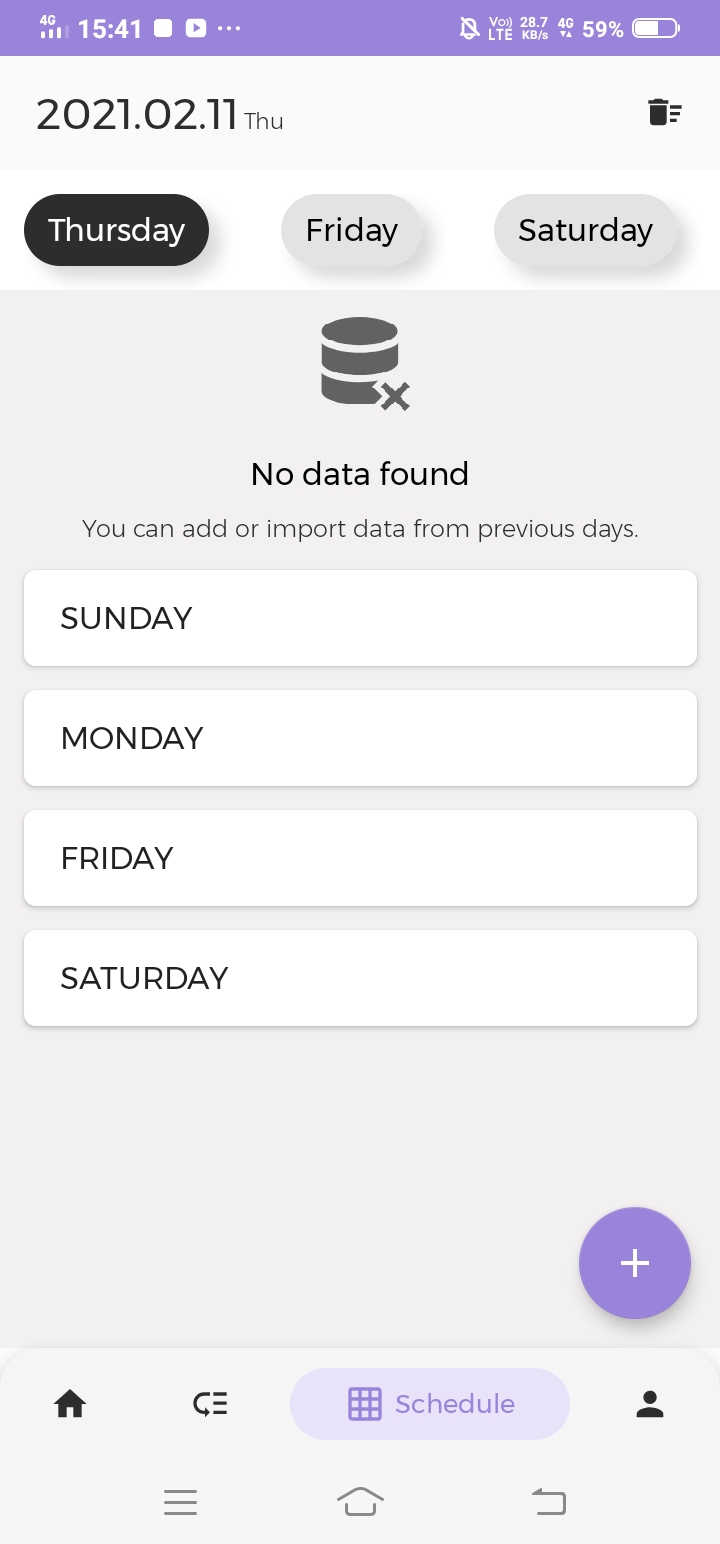 4G 15:41 Vo)) LTE 28.7 KB/s 4G 59%
2021.02.11 Thu
Thursday Friday Saturday
No data found
You can add or import data from previous days.
SUNDAY
MONDAY
FRIDAY
SATURDAY
+
Schedule